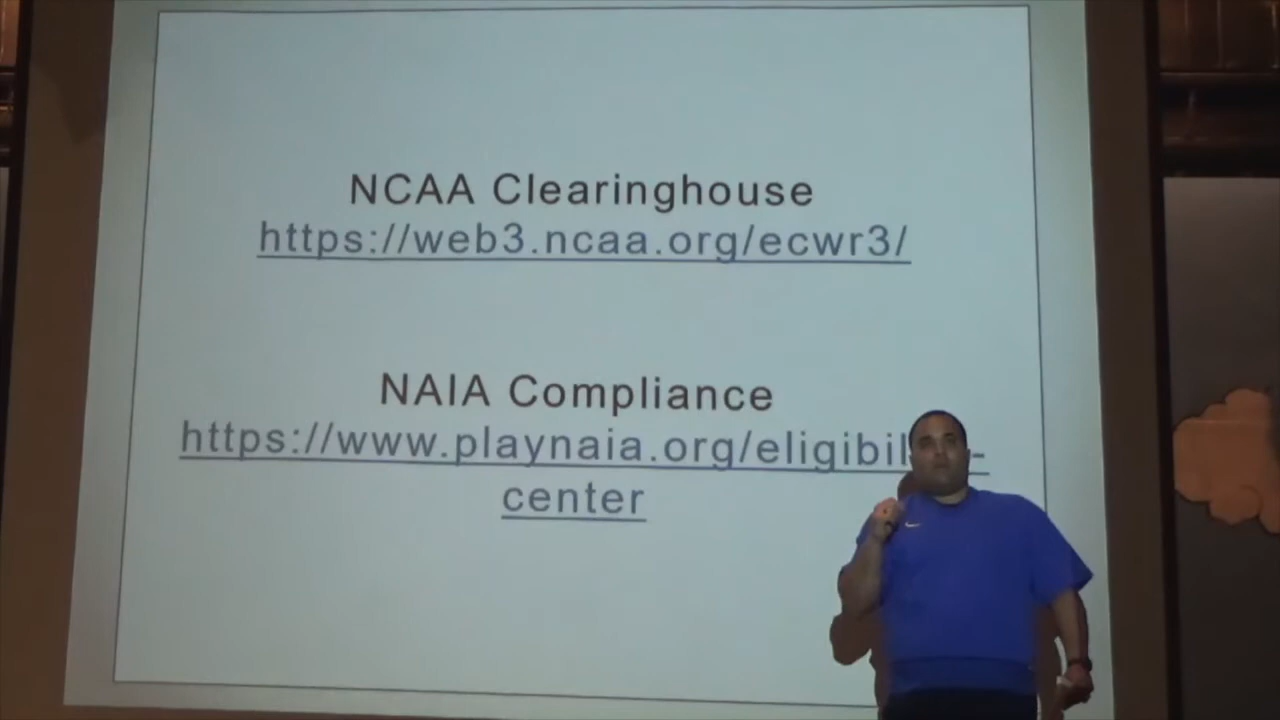 NCAA Clearinghouse
https://web3.ncaa.org/ecwr3/
NAIA Compliance
https://www.playnaia.org/eligibil -
center